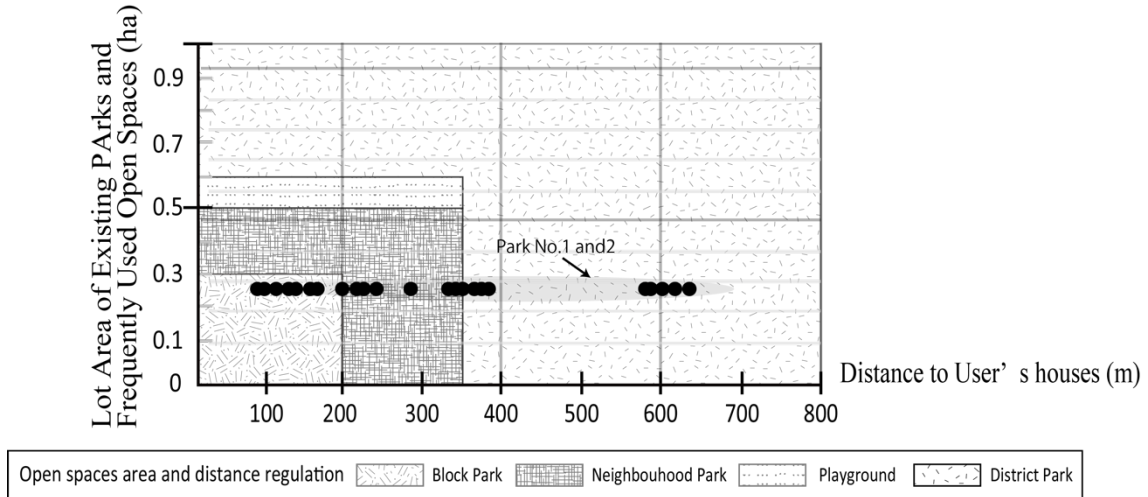 Lot Area of Existing PArks and
Frequently Used Open Spaces (ha)
0.9
0.7
0.5
0.3
0.1
0
Park No.1 and2
100 200 300 400 500 600 700 800
Distance to User’ s houses (m)
Open spaces area and distance regulation Block Park Neighbouhood Park Playground District Park